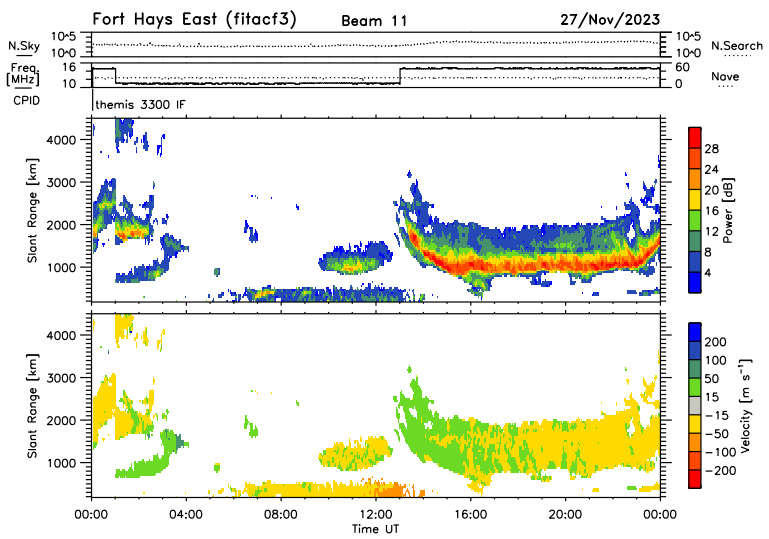 Fort Hays East (fitacf3) Beam 11 27/Nov/2023
N.Sky 10^5 10^0 10^5 10^0 N.Search
Freq. [MHz] 16 10 60 0 Nave
CPID themis 3300 IF
Slant Range [km] 4000 3000 2000 1000
Power [dB] 28 24 20 16 12 8 4
Slant Range [km] 4000 3000 2000 1000
Velocity [m s⁻¹] 200 100 50 15 −15 −50 −100 −200
00:00 04:00 08:00 12:00 16:00 20:00 00:00
Time UT